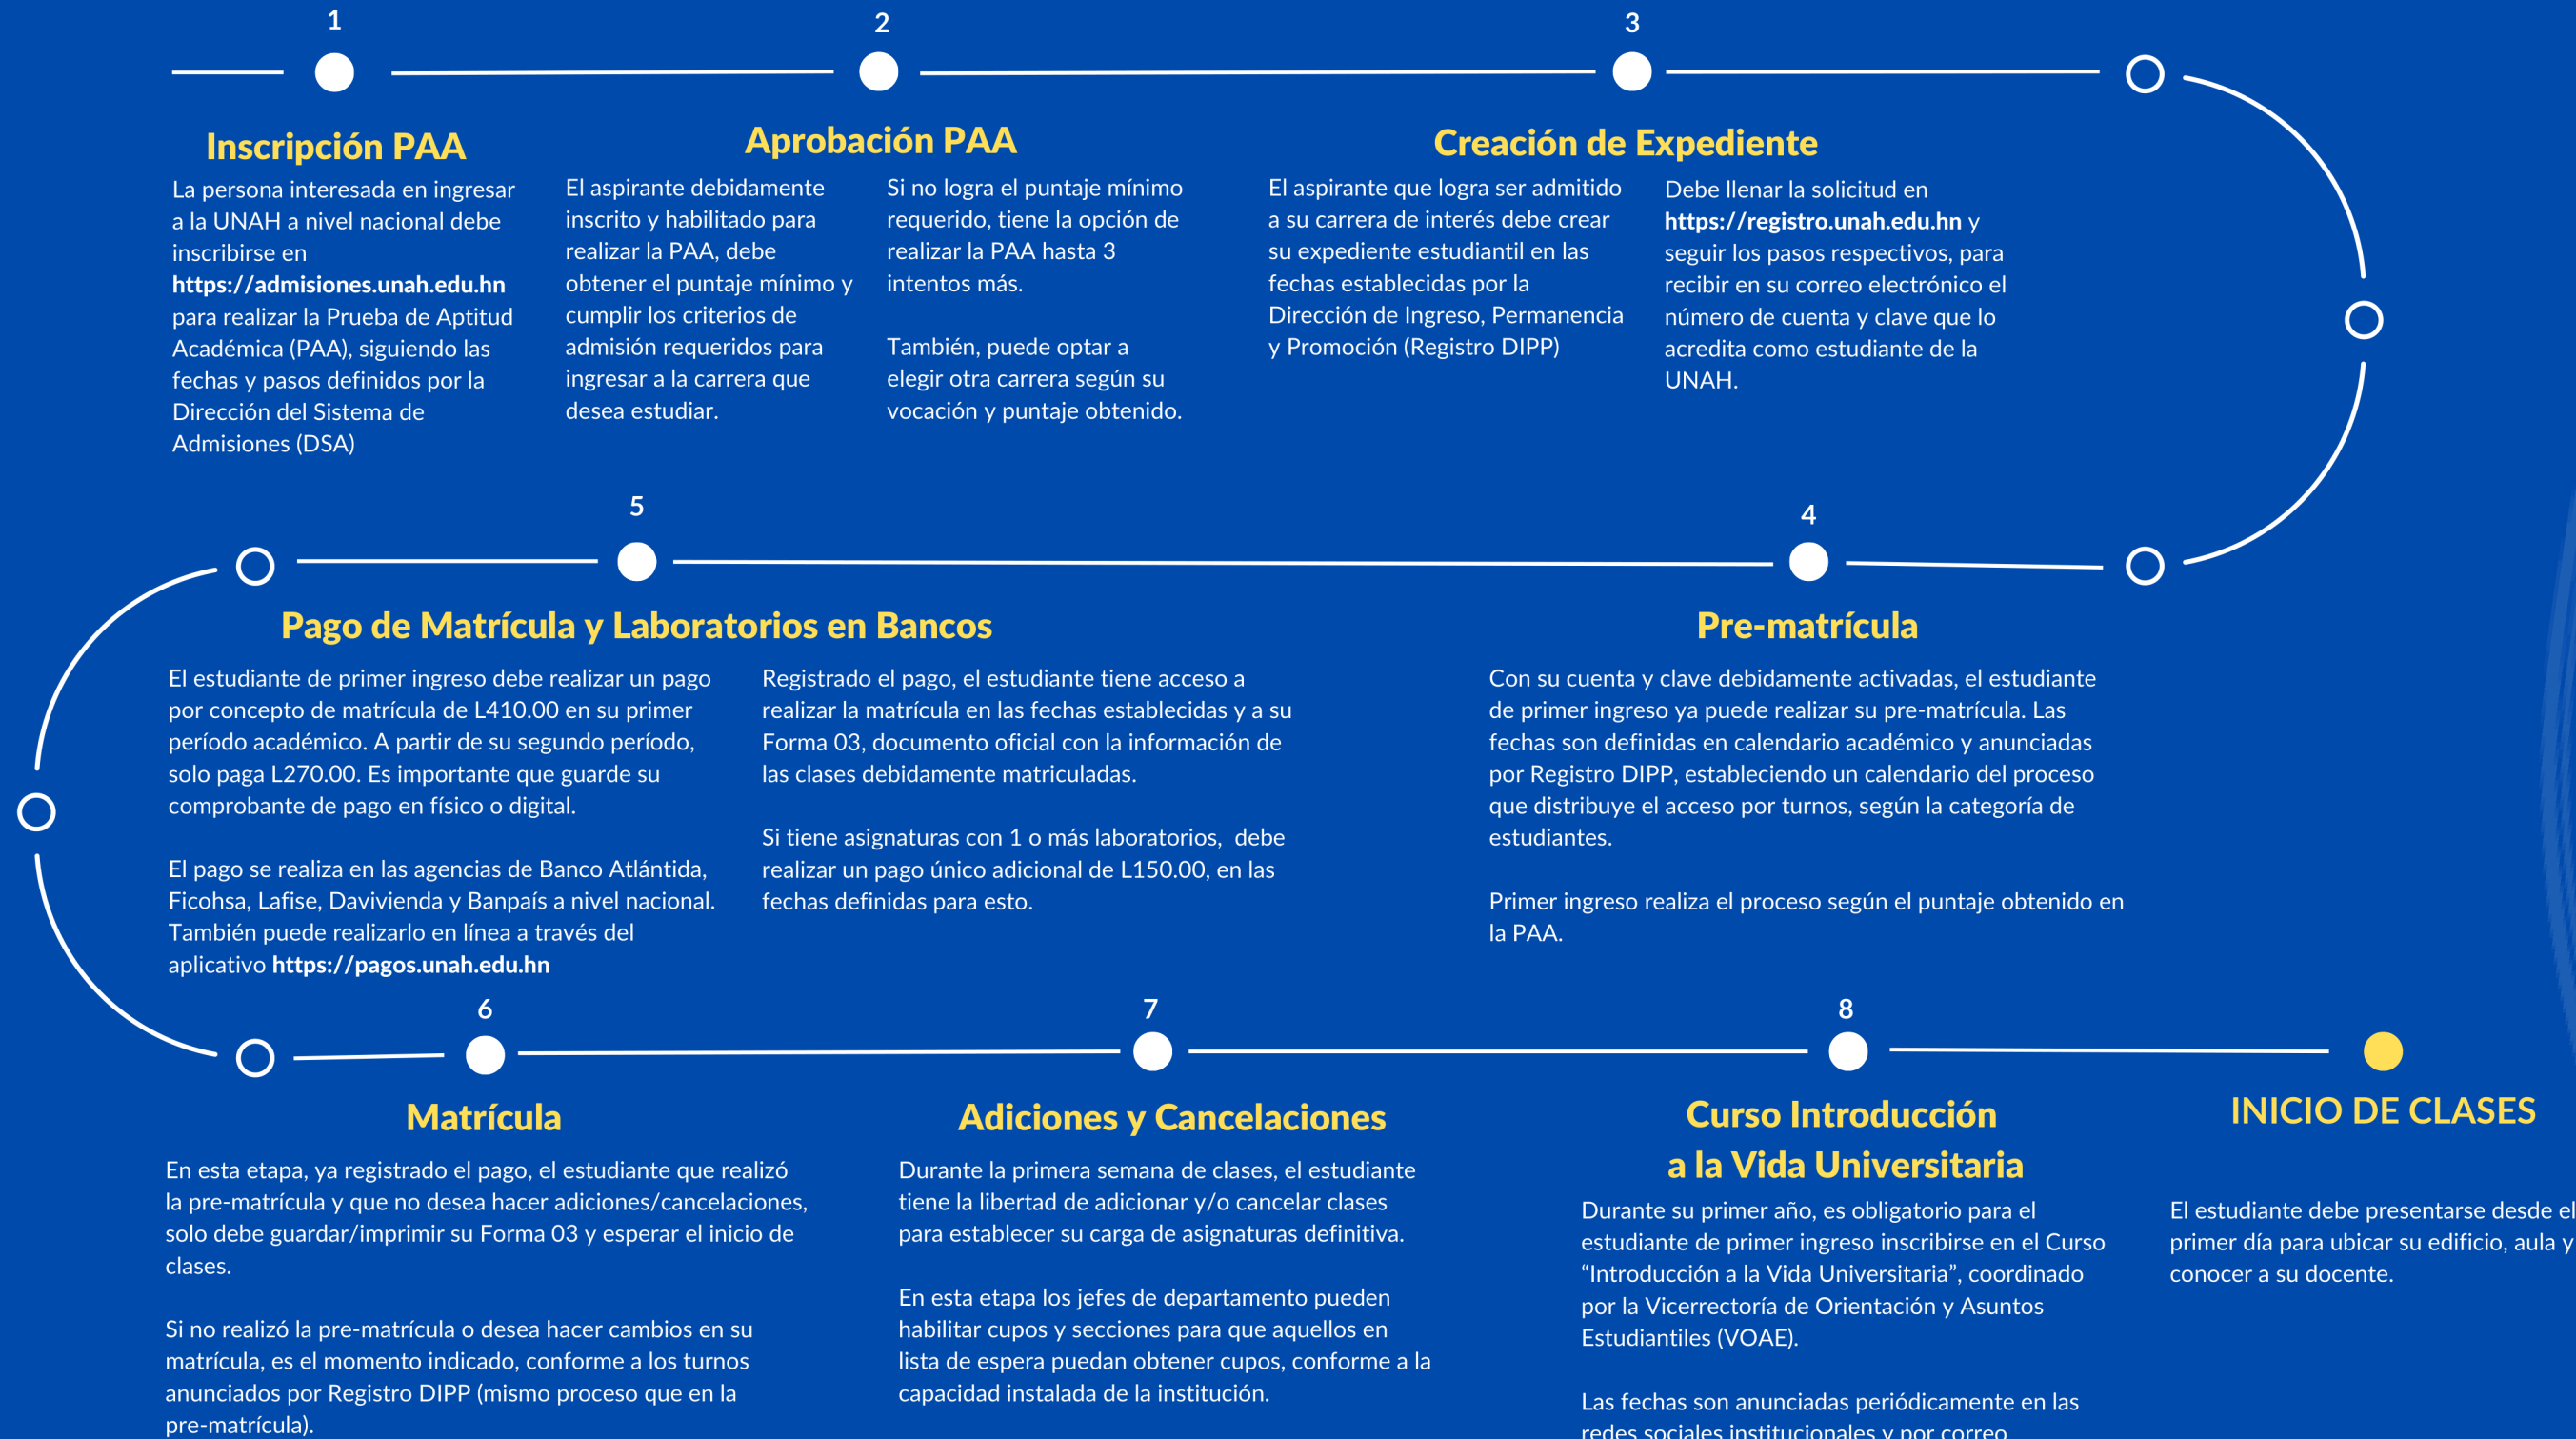 1
Inscripción PAA
La persona interesada en ingresar
a la UNAH a nivel nacional debe
inscribirse en
https://admisiones.unah.edu.hn
para realizar la Prueba de Aptitud
Académica (PAA), siguiendo las
fechas y pasos definidos por la
Dirección del Sistema de
Admisiones (DSA)
2
Aprobación PAA
El aspirante debidamente
inscrito y habilitado para
realizar la PAA, debe
obtener el puntaje mínimo y
cumplir los criterios de
admisión requeridos para
ingresar a la carrera que
desea estudiar.
Si no logra el puntaje mínimo
requerido, tiene la opción de
realizar la PAA hasta 3
intentos más.
También, puede optar a
elegir otra carrera según su
vocación y puntaje obtenido.
3
Creación de Expediente
El aspirante que logra ser admitido
a su carrera de interés debe crear
su expediente estudiantil en las
fechas establecidas por la
Dirección de Ingreso, Permanencia
y Promoción (Registro DIPP)
Debe llenar la solicitud en
https://registro.unah.edu.hn y
seguir los pasos respectivos, para
recibir en su correo electrónico el
número de cuenta y clave que lo
acredita como estudiante de la
UNAH.
4
Pre-matrícula
Con su cuenta y clave debidamente activadas, el estudiante
de primer ingreso ya puede realizar su pre-matrícula. Las
fechas son definidas en calendario académico y anunciadas
por Registro DIPP, estableciendo un calendario del proceso
que distribuye el acceso por turnos, según la categoría de
estudiantes.
Primer ingreso realiza el proceso según el puntaje obtenido en
la PAA.
5
Pago de Matrícula y Laboratorios en Bancos
El estudiante de primer ingreso debe realizar un pago
por concepto de matrícula de L410.00 en su primer
período académico. A partir de su segundo período,
solo paga L270.00. Es importante que guarde su
comprobante de pago en físico o digital.
El pago se realiza en las agencias de Banco Atlántida,
Ficohsa, Lafise, Davivienda y Banpaís a nivel nacional.
También puede realizarlo en línea a través del
aplicativo https://pagos.unah.edu.hn
Registrado el pago, el estudiante tiene acceso a
realizar la matrícula en las fechas establecidas y a su
Forma 03, documento oficial con la información de
las clases debidamente matriculadas.
Si tiene asignaturas con 1 o más laboratorios, debe
realizar un pago único adicional de L150.00, en las
fechas definidas para esto.
6
Matrícula
En esta etapa, ya registrado el pago, el estudiante que realizó
la pre-matrícula y que no desea hacer adiciones/cancelaciones,
solo debe guardar/imprimir su Forma 03 y esperar el inicio de
clases.
Si no realizó la pre-matrícula o desea hacer cambios en su
matrícula, es el momento indicado, conforme a los turnos
anunciados por Registro DIPP (mismo proceso que en la
pre-matrícula).
7
Adiciones y Cancelaciones
Durante la primera semana de clases, el estudiante
tiene la libertad de adicionar y/o cancelar clases
para establecer su carga de asignaturas definitiva.
En esta etapa los jefes de departamento pueden
habilitar cupos y secciones para que aquellos en
lista de espera puedan obtener cupos, conforme a la
capacidad instalada de la institución.
8
Curso Introducción
a la Vida Universitaria
Durante su primer año, es obligatorio para el
estudiante de primer ingreso inscribirse en el Curso
“Introducción a la Vida Universitaria”, coordinado
por la Vicerrectoría de Orientación y Asuntos
Estudiantiles (VOAE).
Las fechas son anunciadas periódicamente en las
redes sociales institucionales y por correo
INICIO DE CLASES
El estudiante debe presentarse desde el
primer día para ubicar su edificio, aula y
conocer a su docente.